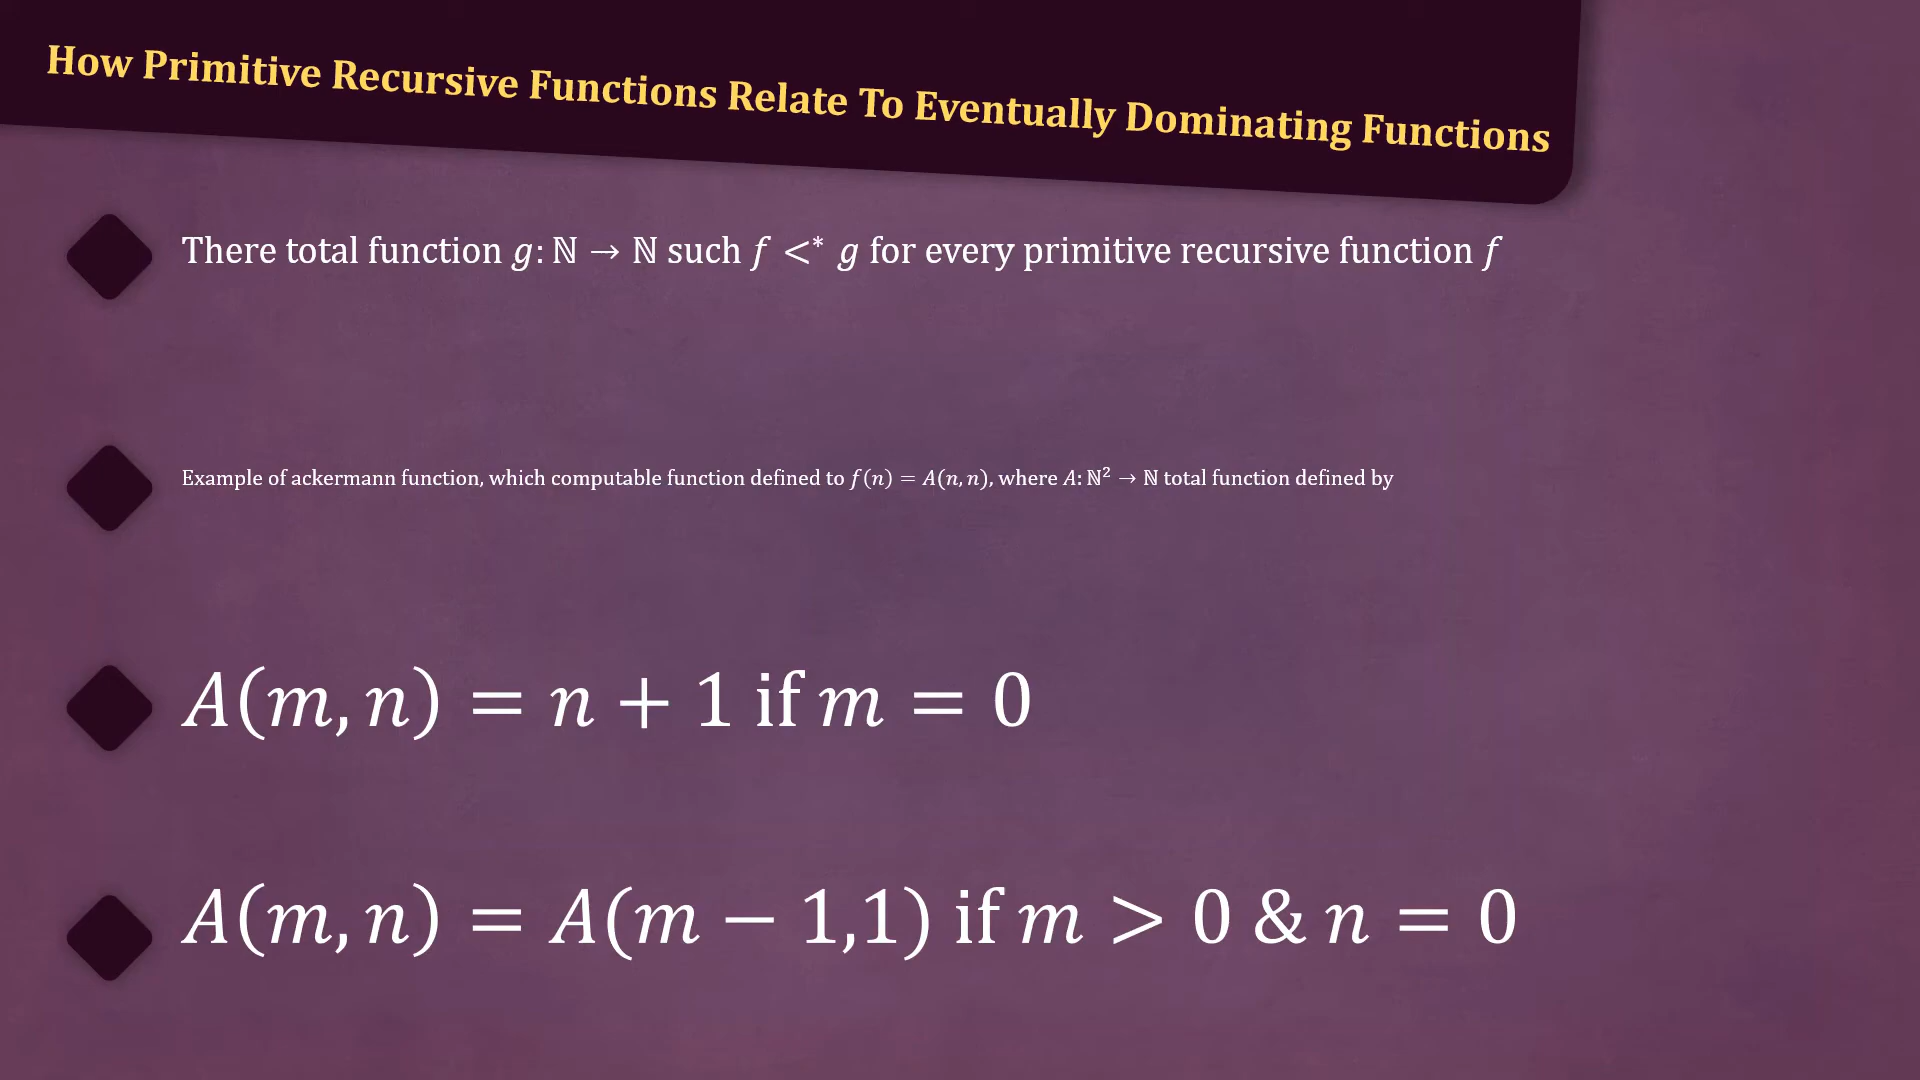 How Primitive Recursive Functions Relate To Eventually Dominating Functions
There total function g: ℕ → ℕ such f <* g for every primitive recursive function f
Example of ackermann function, which computable function defined to f(n) = A(n, n), where A: ℕ² → ℕ total function defined by
A(m, n) = n + 1 if m = 0
A(m, n) = A(m − 1,1) if m > 0 & n = 0